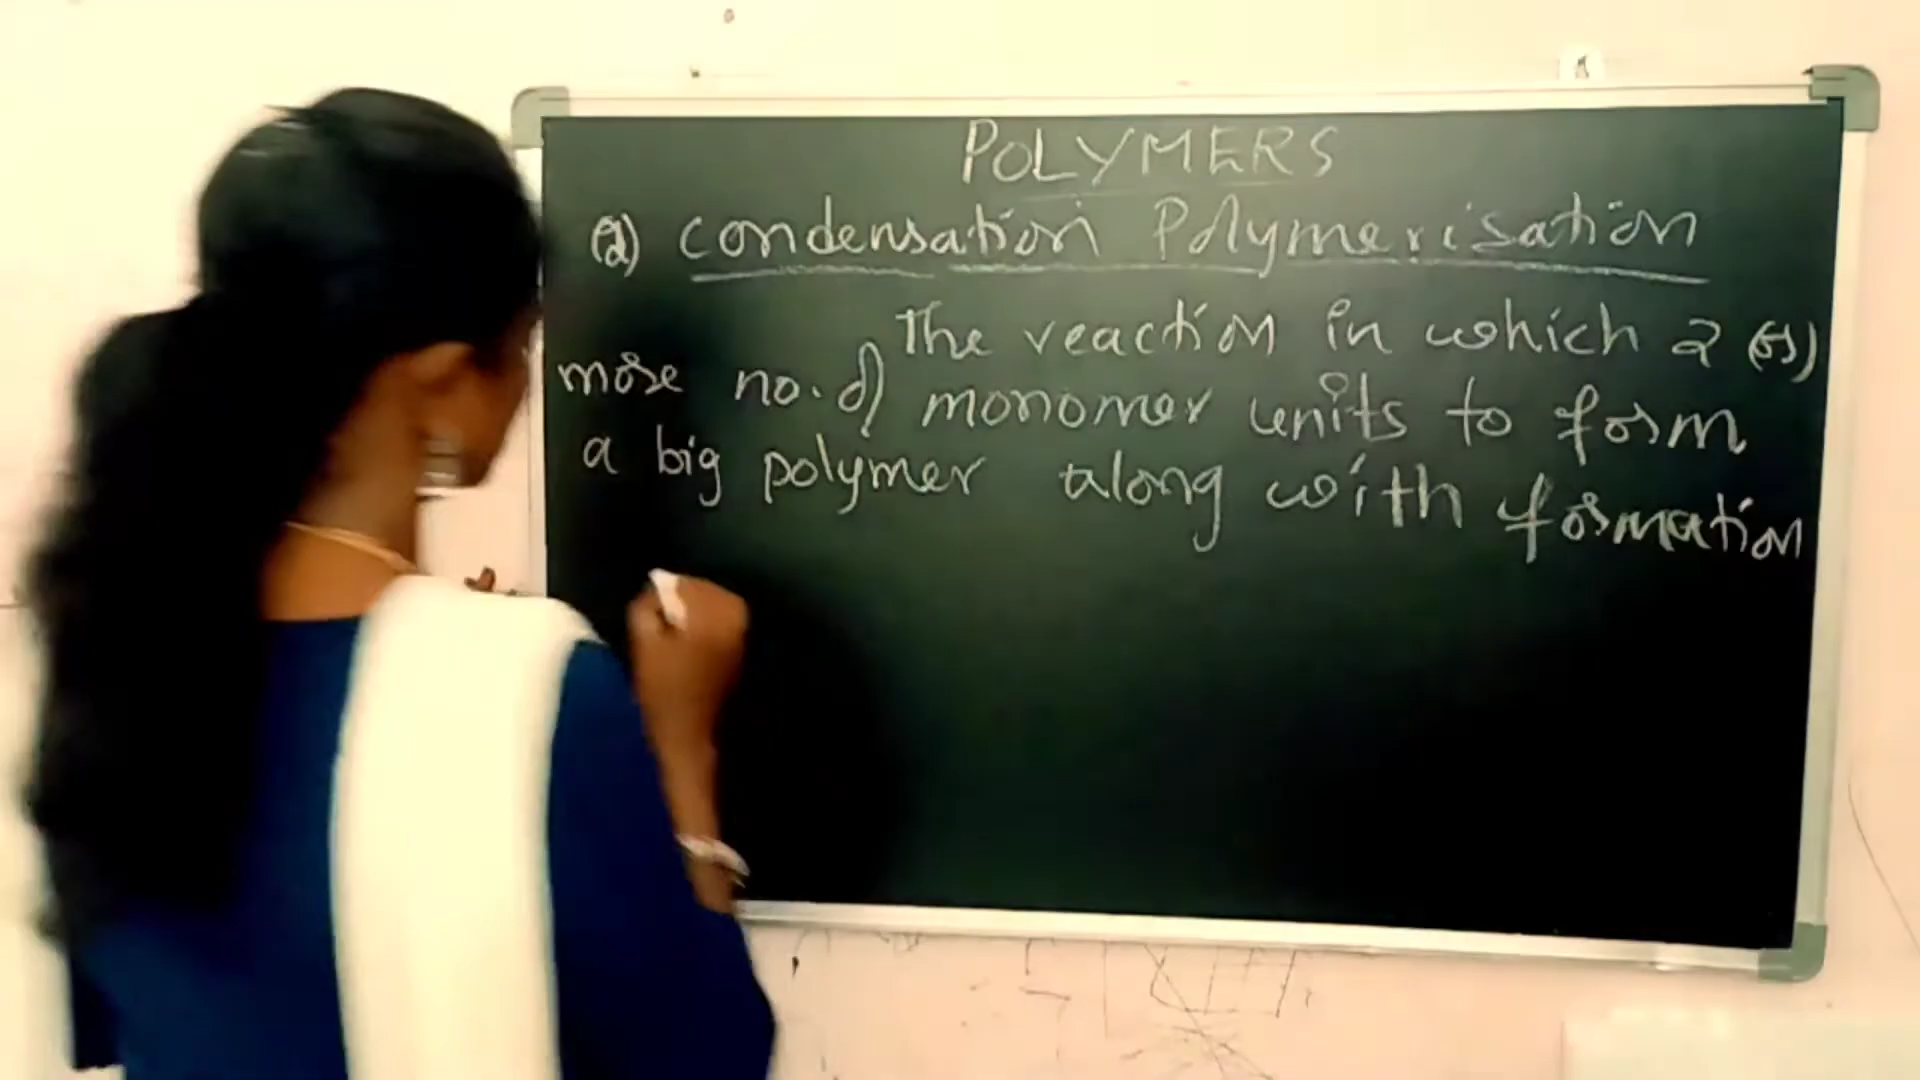 POLYMERS
(2) condensation Polymerisation
The reaction in which 2 (or)
more no. of monomer units to form
a big polymer along with formation